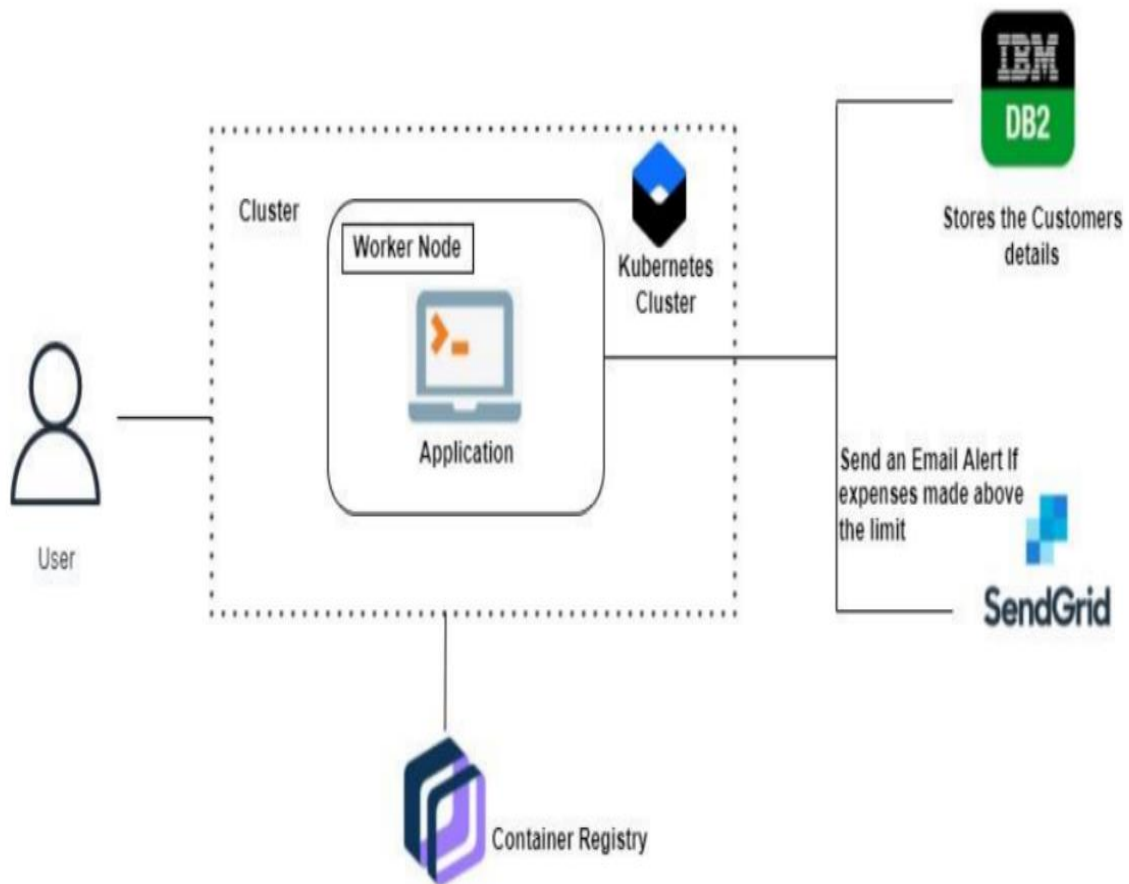 IBM
DB2
Stores the Customers
details
Cluster
Worker Node
Kubernetes
Cluster
Application
User
Send an Email Alert If
expenses made above
the limit
SendGrid
Container Registry